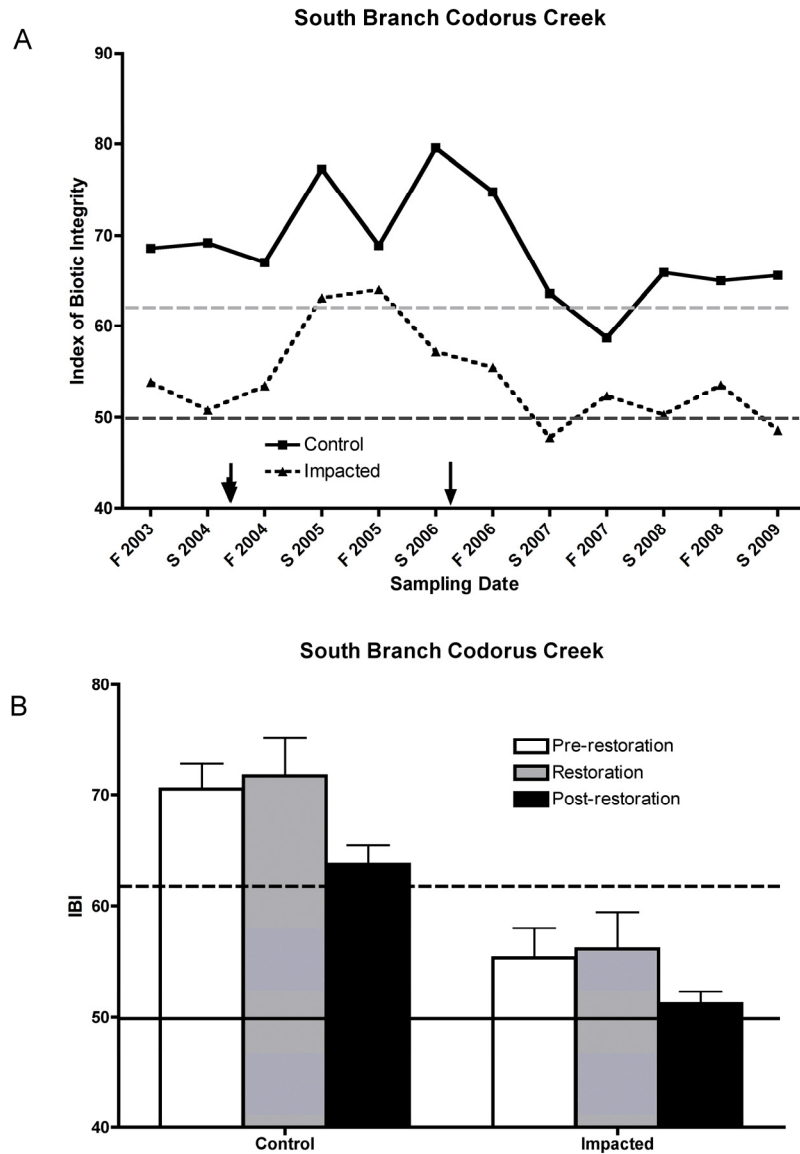 A
South Branch Codorus Creek
90
80
70
60
50
40
Index of Biotic Integrity
Control
Impacted
F 2003
S 2004
F 2004
S 2005
F 2005
S 2006
F 2006
S 2007
F 2007
S 2008
F 2008
S 2009
Sampling Date
B
South Branch Codorus Creek
80
70
60
50
40
IBI
Pre-restoration
Restoration
Post-restoration
Control
Impacted